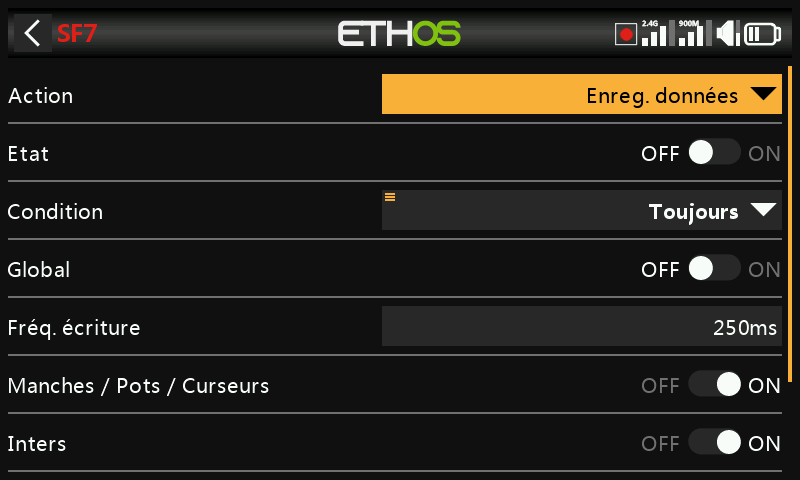 SF7 ETHOS 2.4G 900M
Action Enreg. données
Etat OFF ON
Condition Toujours
Global OFF ON
Fréq. écriture 250ms
Manches / Pots / Curseurs OFF ON
Inters OFF ON